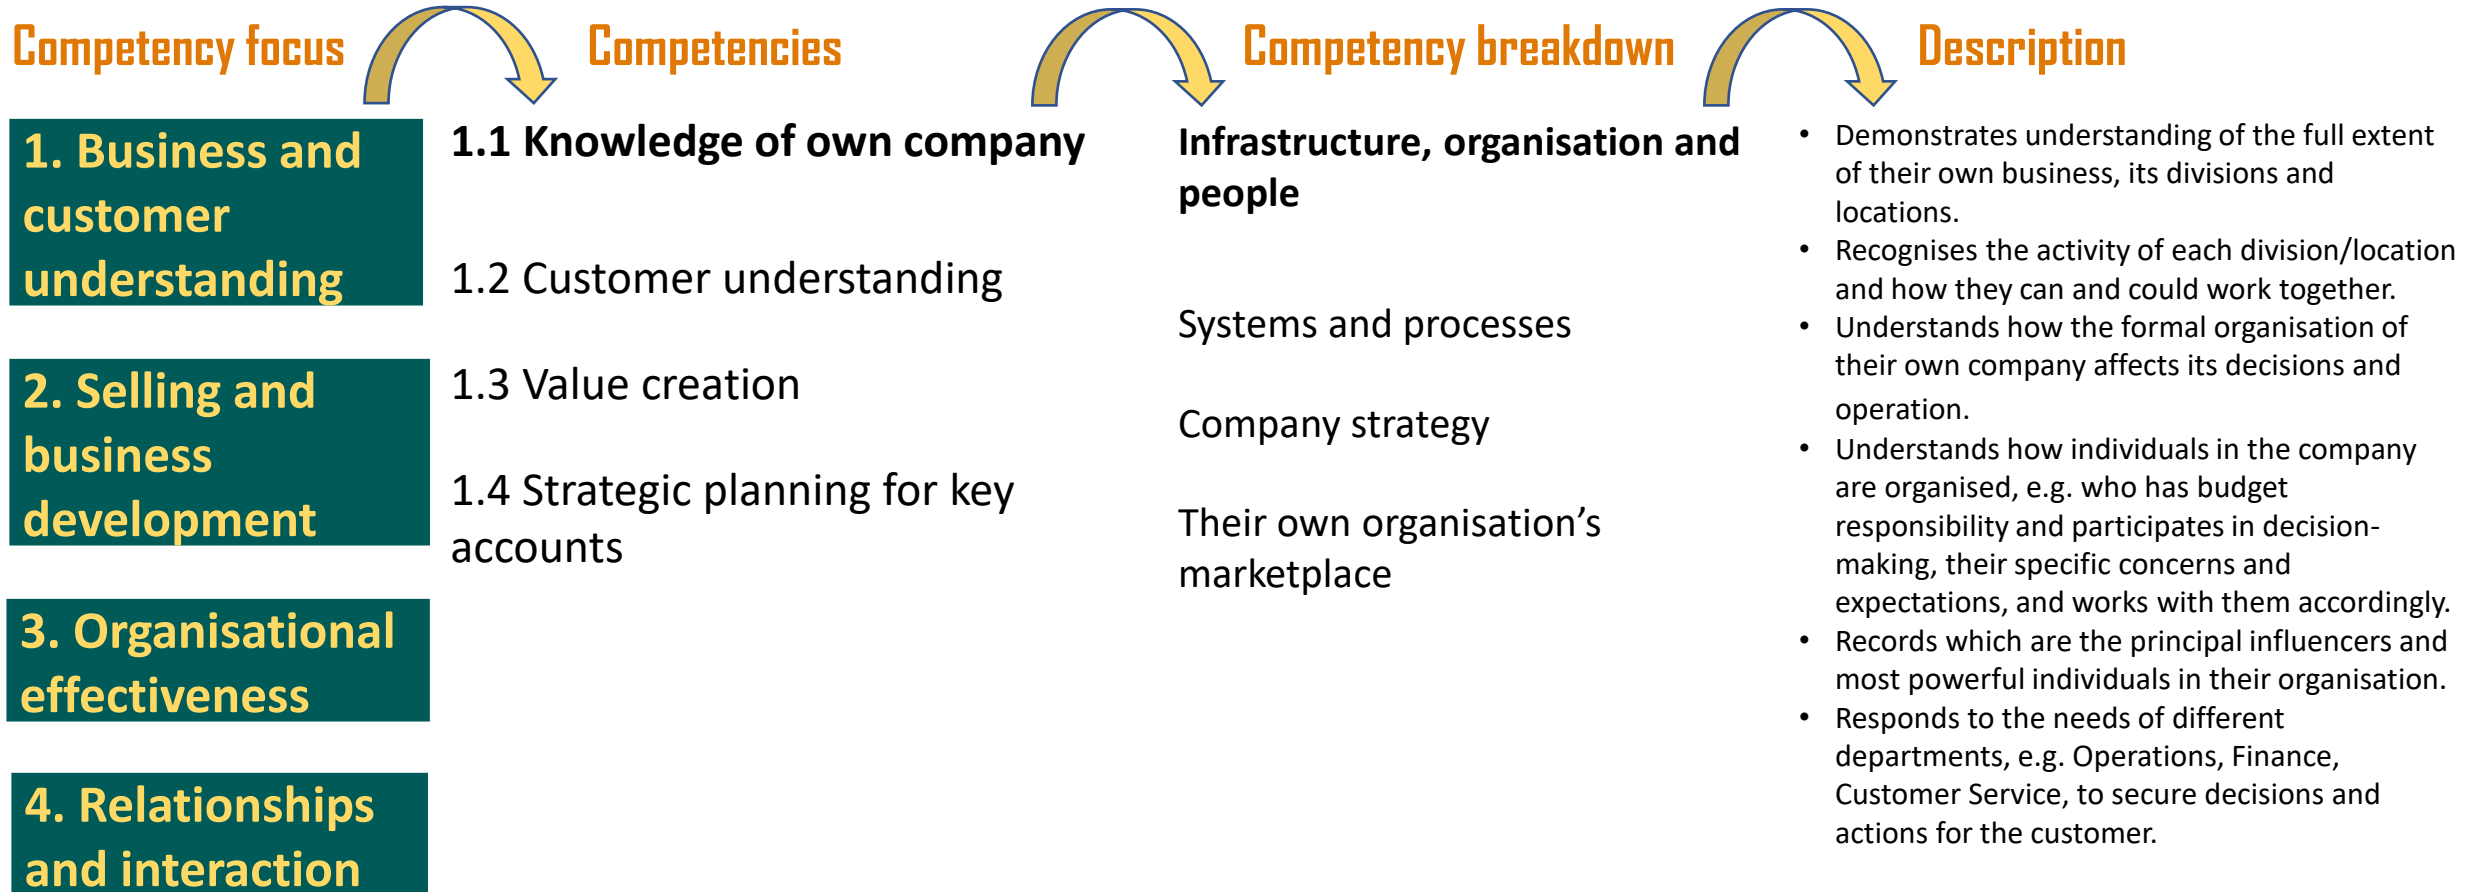 Competency focus
Competencies
Competency breakdown
Description
1. Business and
customer
understanding
2. Selling and
business
development
3. Organisational
effectiveness
4. Relationships
and interaction
1.1 Knowledge of own company
1.2 Customer understanding
1.3 Value creation
1.4 Strategic planning for key
accounts
Infrastructure, organisation and
people
Systems and processes
Company strategy
Their own organisation’s
marketplace
• Demonstrates understanding of the full extent
of their own business, its divisions and
locations.
• Recognises the activity of each division/location
and how they can and could work together.
• Understands how the formal organisation of
their own company affects its decisions and
operation.
• Understands how individuals in the company
are organised, e.g. who has budget
responsibility and participates in decision-
making, their specific concerns and
expectations, and works with them accordingly.
• Records which are the principal influencers and
most powerful individuals in their organisation.
• Responds to the needs of different
departments, e.g. Operations, Finance,
Customer Service, to secure decisions and
actions for the customer.